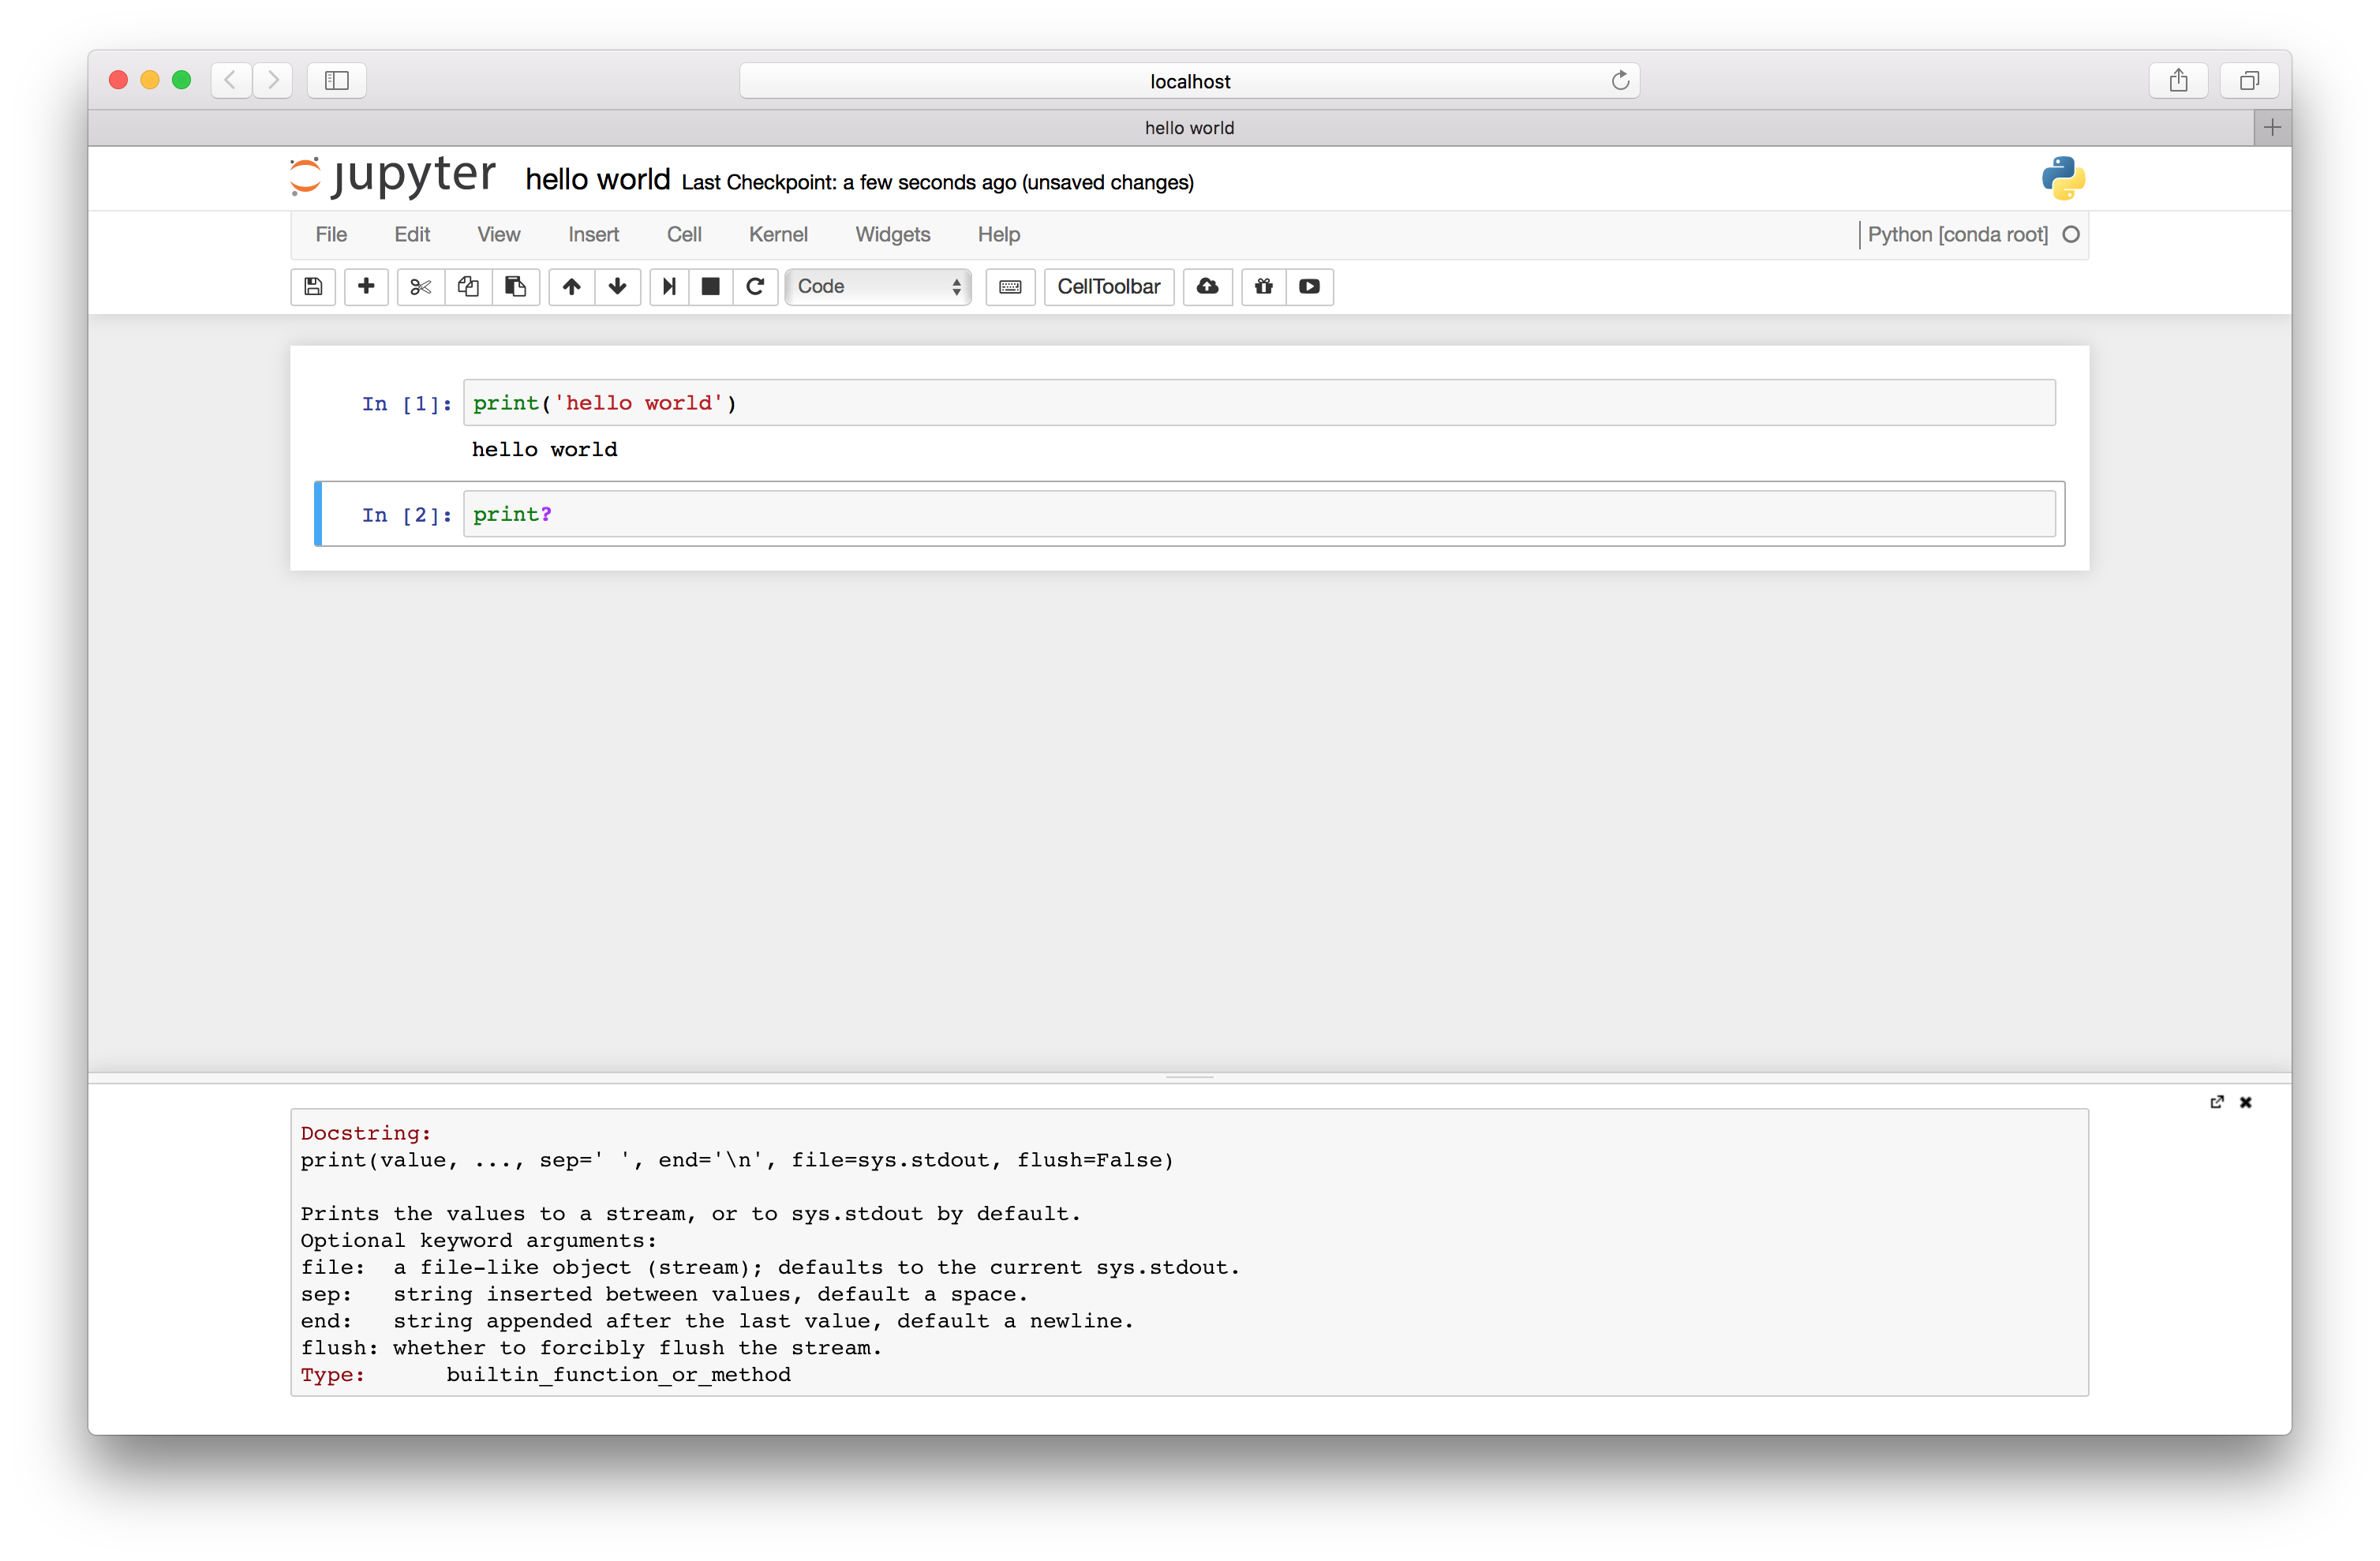 localhost
hello world
jupyter hello world Last Checkpoint: a few seconds ago (unsaved changes)
File Edit View Insert Cell Kernel Widgets Help Python [conda root]
Code CellToolbar
In [1]: print('hello world')
hello world
In [2]: print?
Docstring:
print(value, ..., sep=' ', end='\n', file=sys.stdout, flush=False)
Prints the values to a stream, or to sys.stdout by default.
Optional keyword arguments:
file:  a file-like object (stream); defaults to the current sys.stdout.
sep:   string inserted between values, default a space.
end:   string appended after the last value, default a newline.
flush: whether to forcibly flush the stream.
Type:      builtin_function_or_method